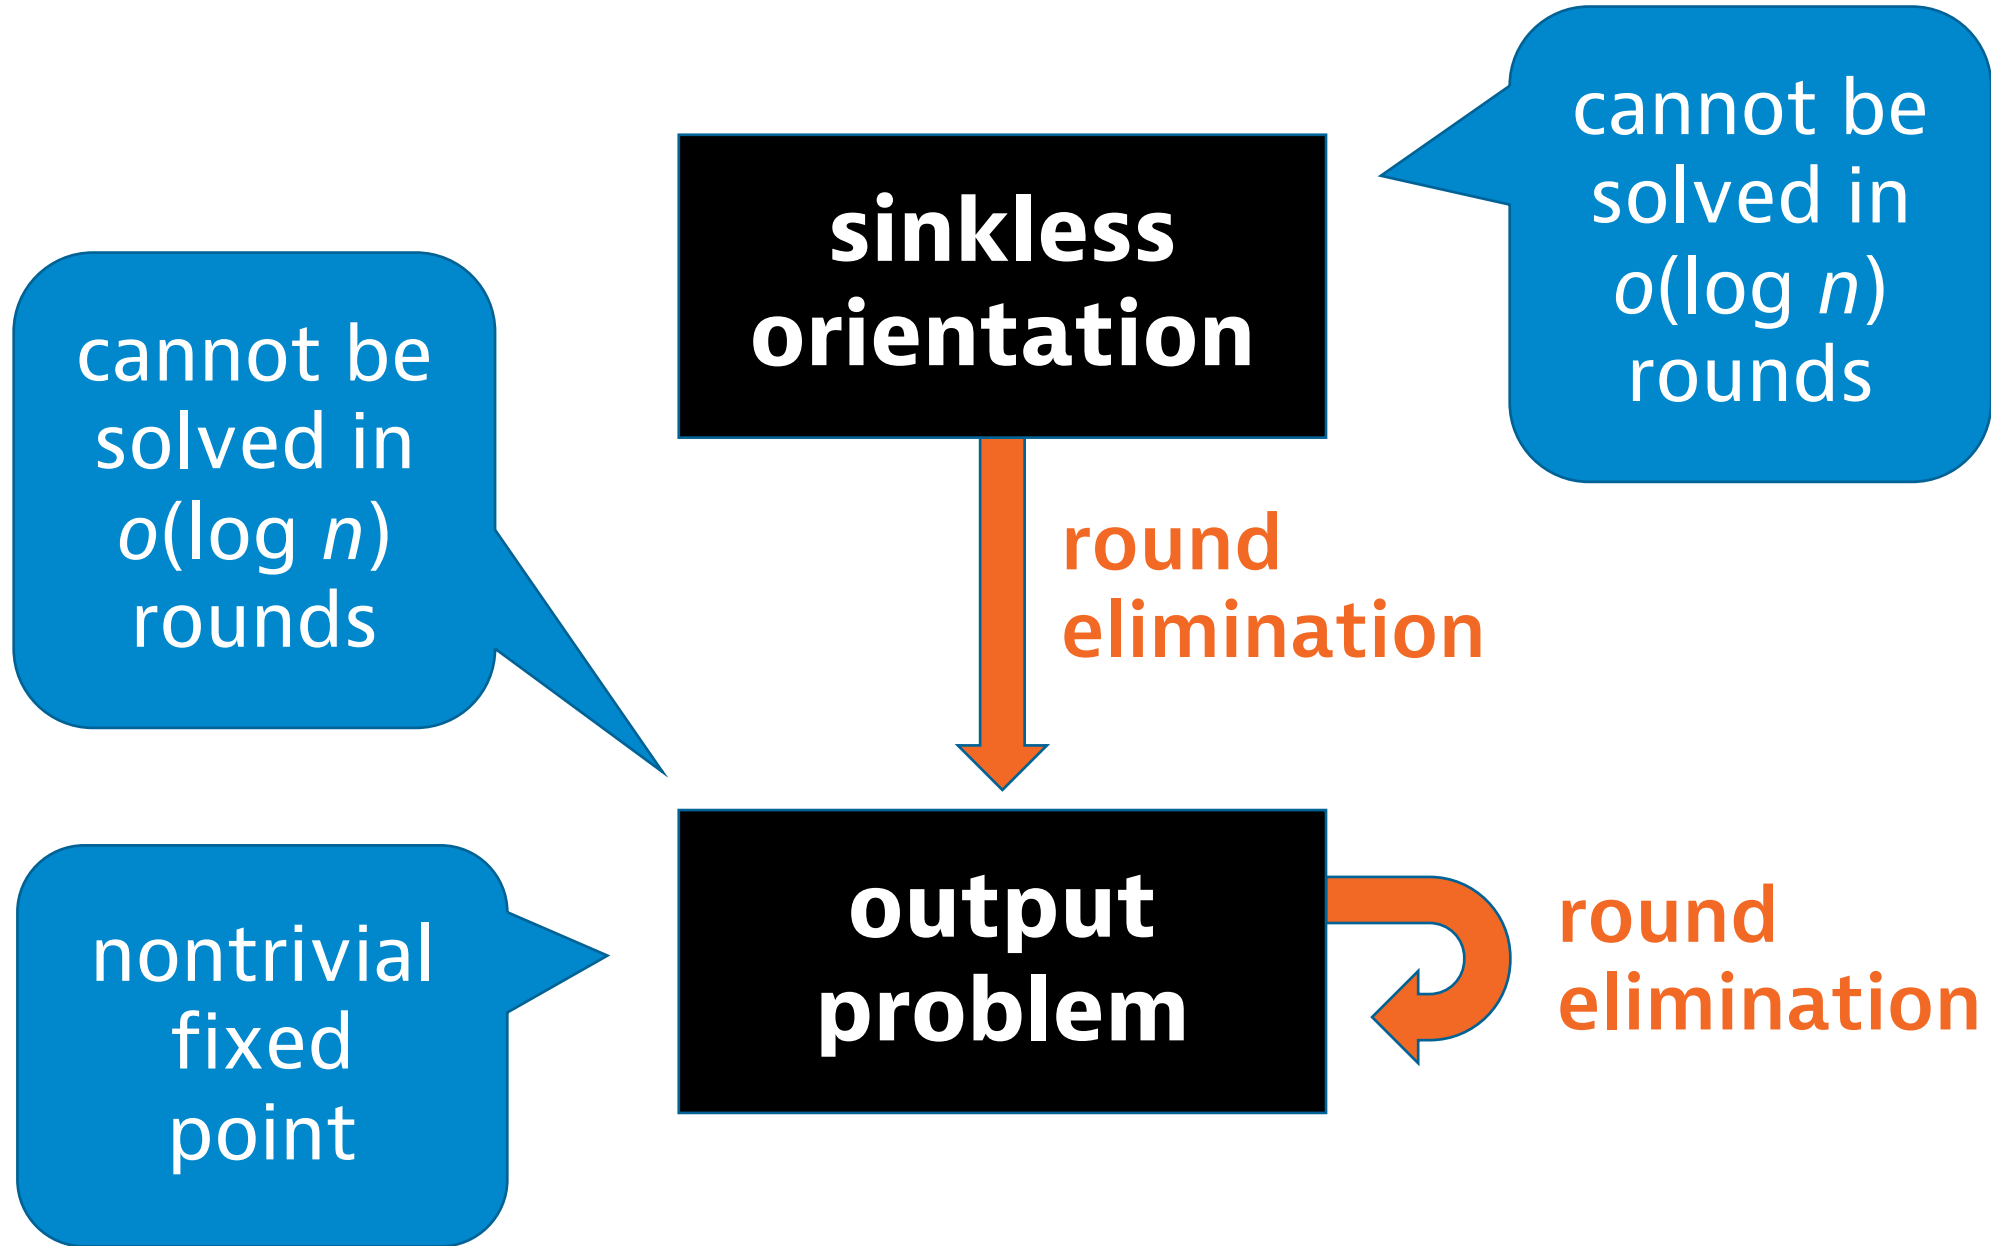 cannot be
solved in
o(log n)
rounds
sinkless
orientation
cannot be
solved in
o(log n)
rounds
round
elimination
nontrivial
fixed
point
output
problem
round
elimination